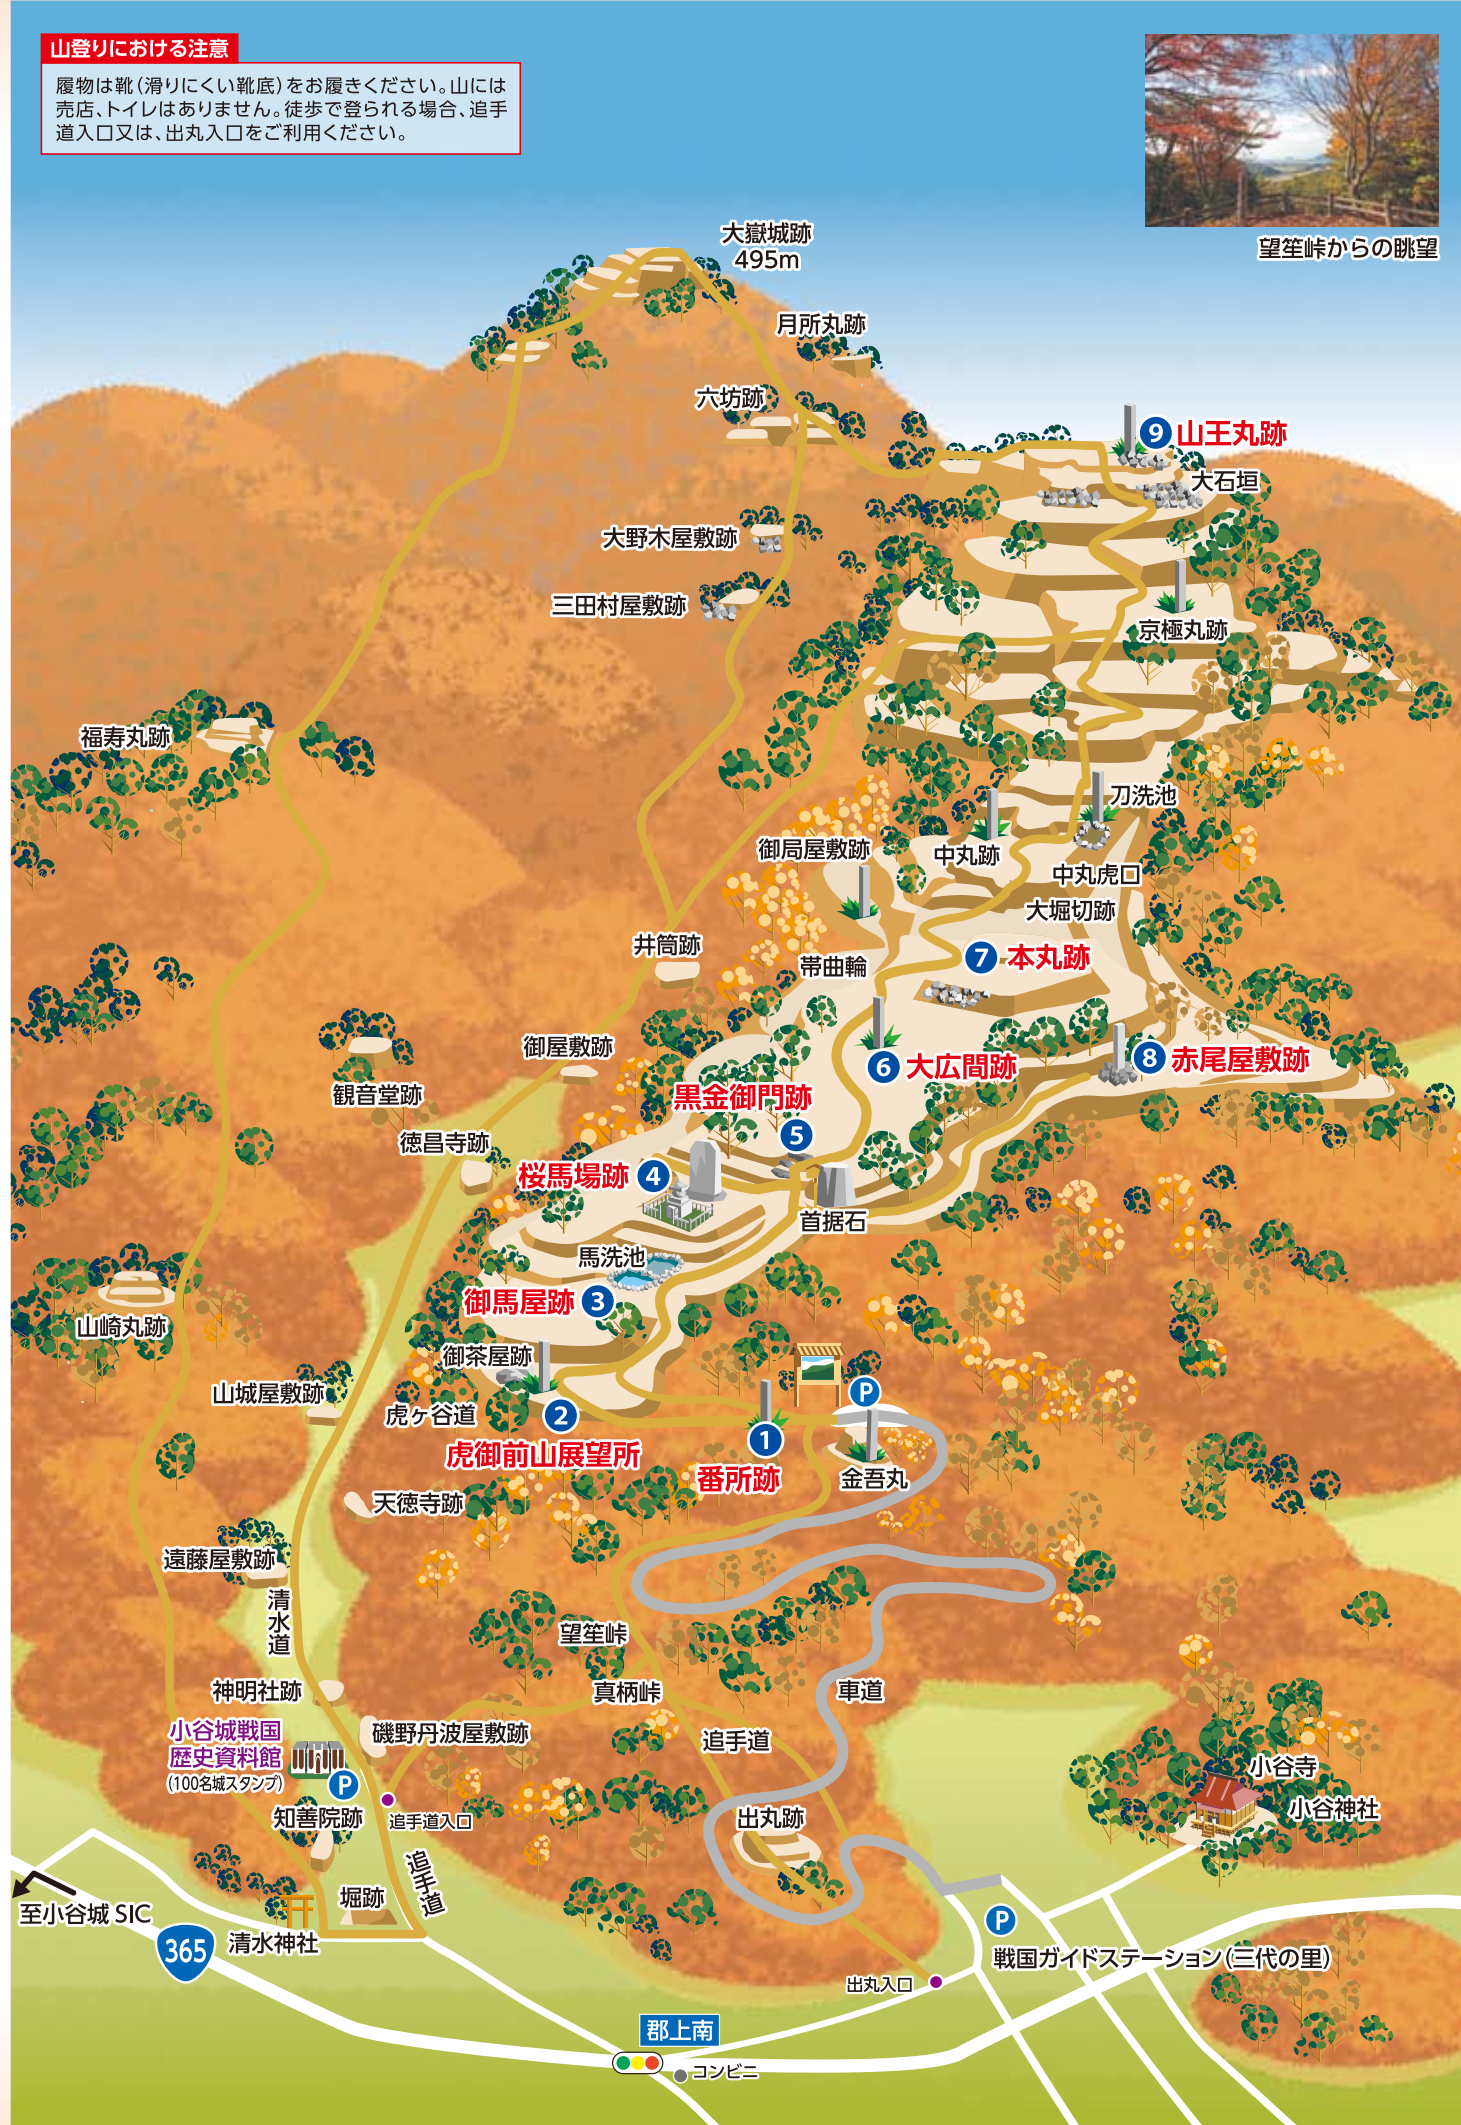 山登りにおける注意
履物は靴(滑りにくい靴底)をお履きください。山には
売店、トイレはありません。徒歩で登られる場合、追手
道入口又は、出丸入口をご利用ください。
望笙峠からの眺望
大嶽城跡
495m
月所丸跡
六坊跡
9 山王丸跡
大石垣
大野木屋敷跡
三田村屋敷跡
京極丸跡
福寿丸跡
刀洗池
御局屋敷跡
中丸跡
中丸虎口
大堀切跡
井筒跡
帯曲輪
7 本丸跡
御屋敷跡
6 大広間跡
8 赤尾屋敷跡
観音堂跡
黒金御門跡
5
徳昌寺跡
桜馬場跡 4
首据石
馬洗池
御馬屋跡 3
山崎丸跡
御茶屋跡
山城屋敷跡
虎ヶ谷道
2
虎御前山展望所
P
1
番所跡
金吾丸
天徳寺跡
遠藤屋敷跡
清水道
望笙峠
神明社跡
真柄峠
車道
小谷城戦国
歴史資料館
(100名城スタンプ)
P
磯野丹波屋敷跡
追手道
小谷寺
小谷神社
知善院跡
追手道入口
出丸跡
追手道
堀跡
至小谷城 SIC
365
清水神社
P
戦国ガイドステーション(三代の里)
出丸入口
郡上南
コンビニ